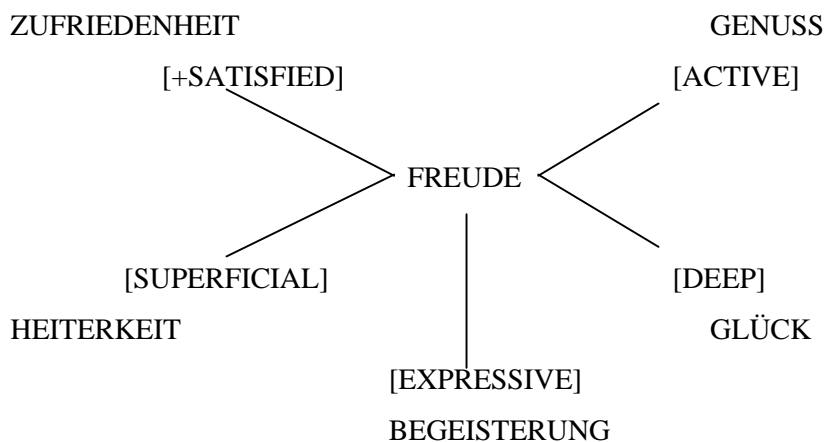 ZUFRIEDENHEIT GENUSS
[+SATISFIED] [ACTIVE]
FREUDE
[SUPERFICIAL] [DEEP]
HEITERKEIT GLÜCK
[EXPRESSIVE]
BEGEISTERUNG